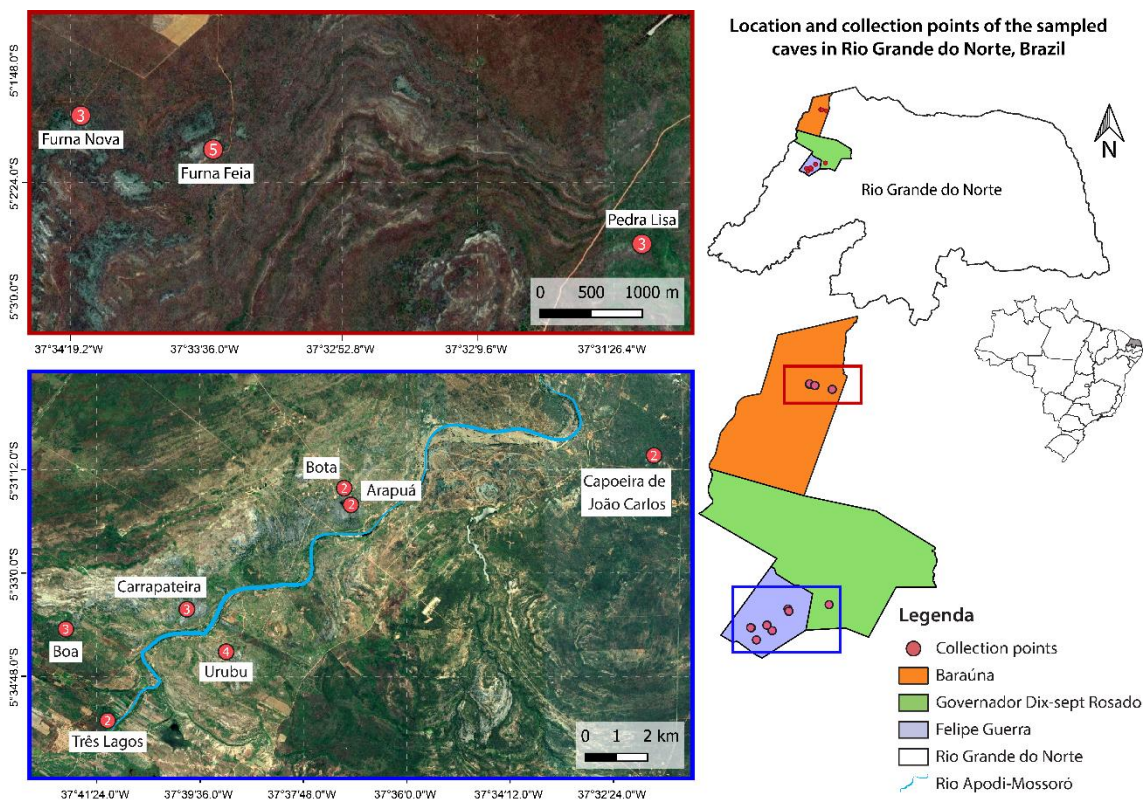 Location and collection points of the sampled
caves in Rio Grande do Norte, Brazil
5°1'48.0"S
5°2'24.0"S
5°3'0.0"S
3
Furna Nova
5
Furna Feia
Pedra Lisa
3
0 500 1000 m
37°34'19.2"W 37°33'36.0"W 37°32'52.8"W 37°32'9.6"W 37°31'26.4"W
N
Rio Grande do Norte
5°31'12.0"S
5°33'0.0"S
5°34'48.0"S
Bota
2
Arapuá
2
2
Capoeira de
João Carlos
Carrapateira
3
3
Boa
4
Urubu
2
Três Lagos
0 1 2 km
37°41'24.0"W 37°39'36.0"W 37°37'48.0"W 37°36'0.0"W 37°34'12.0"W 37°32'24.0"W
Legenda
Collection points
Baraúna
Governador Dix-sept Rosado
Felipe Guerra
Rio Grande do Norte
Rio Apodi-Mossoró